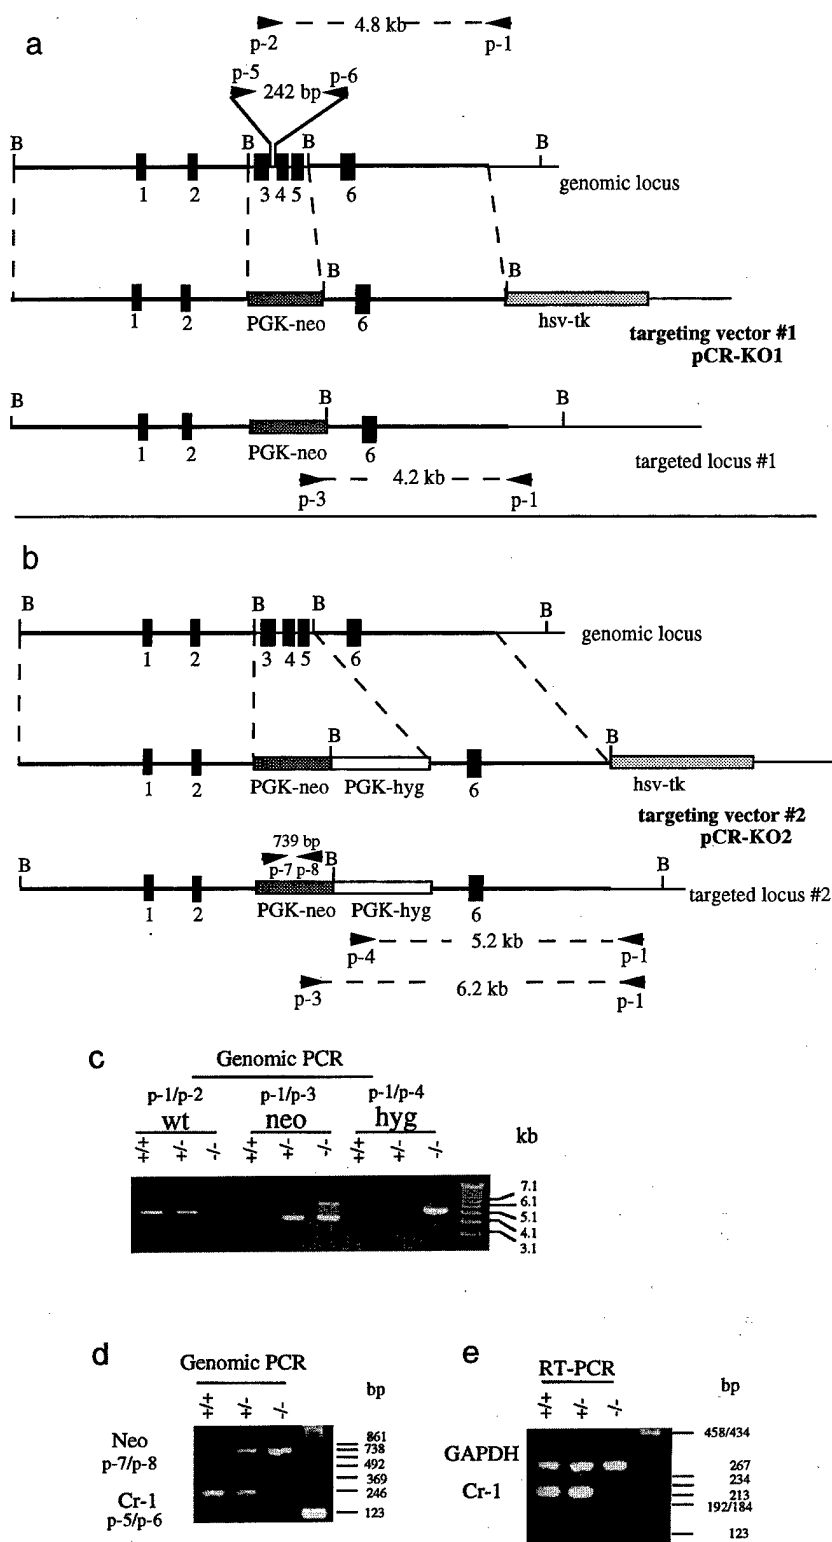 a
4.8 kb
p-2 p-1
p-5 p-6
242 bp
B B B B
1 2 3 4 5 6
genomic locus
B B
1 2 PGK-neo 6 hsv-tk
targeting vector #1
pCR-KO1
B B B
1 2 PGK-neo 6
targeted locus #1
4.2 kb
p-3 p-1
b
B B B B
1 2 3 4 5 6
genomic locus
B B
1 2 PGK-neo PGK-hyg 6 hsv-tk
targeting vector #2
pCR-KO2
739 bp
B p-7 p-8 B B
1 2 PGK-neo PGK-hyg 6
targeted locus #2
5.2 kb
p-4 p-1
6.2 kb
p-3 p-1
c
Genomic PCR
p-1/p-2 p-1/p-3 p-1/p-4
wt neo hyg
kb
+/+ +/- -/- +/+ +/- -/- +/+ +/- -/-
7.1
6.1
5.1
4.1
3.1
d
Genomic PCR
bp
+/+ +/- -/-
Neo
p-7/p-8
Cr-1
p-5/p-6
861
738
492
369
246
123
e
RT-PCR
bp
+/+ +/- -/-
GAPDH
Cr-1
458/434
267
234
213
192/184
123